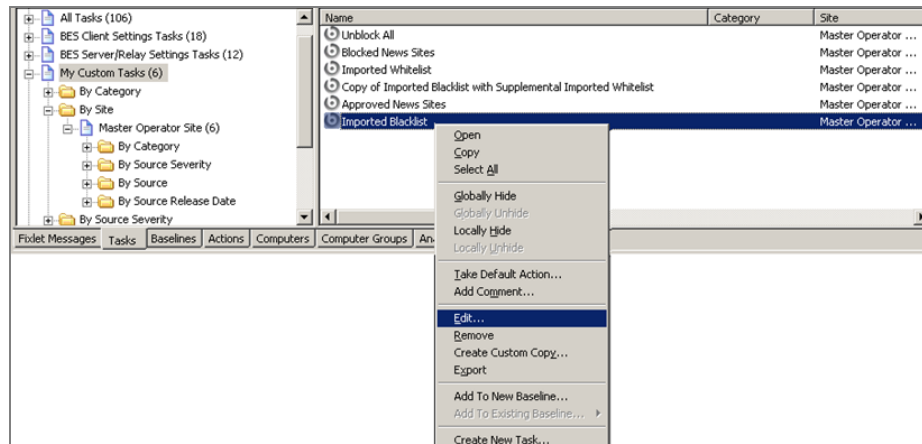 All Tasks (106)
BES Client Settings Tasks (18)
BES Server/Relay Settings Tasks (12)
My Custom Tasks (6)
By Category
By Site
Master Operator Site (6)
By Category
By Source Severity
By Source
By Source Release Date
By Source Severity
Name Category Site
Unblock All Master Operator ...
Blocked News Sites Master Operator ...
Imported Whitelist Master Operator ...
Copy of Imported Blacklist with Supplemental Imported Whitelist Master Operator ...
Approved News Sites Master Operator ...
Imported Blacklist Master Operator ...
Fixlet Messages Tasks Baselines Actions Computers Computer Groups
Open
Copy
Select All
Globally Hide
Globally Unhide
Locally Hide
Locally Unhide
Take Default Action...
Add Comment...
Edit...
Remove
Create Custom Copy...
Export
Add To New Baseline...
Add To Existing Baseline...
Create New Task...